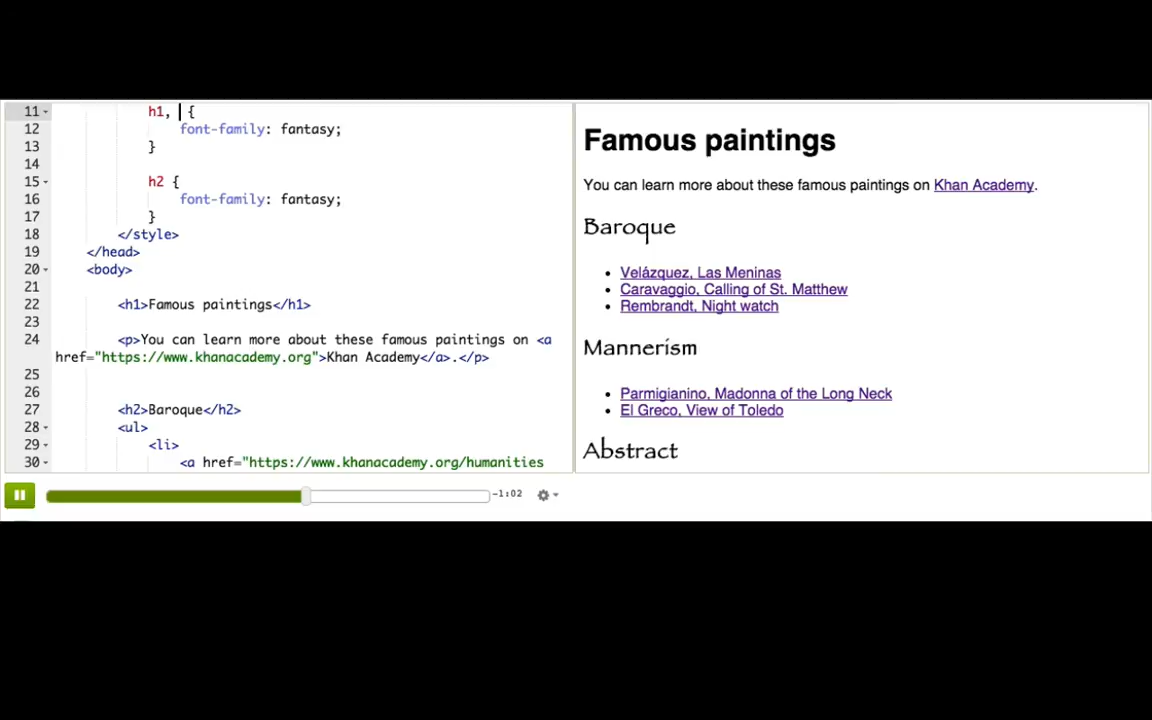 11 h1, {
12 font-family: fantasy;
13 }
14
15 h2 {
16 font-family: fantasy;
17 }
18 </style>
19 </head>
20 <body>
21
22 <h1>Famous paintings</h1>
23
24 <p>You can learn more about these famous paintings on <a
href="https://www.khanacademy.org">Khan Academy</a>.</p>
25
26
27 <h2>Baroque</h2>
28 <ul>
29 <li>
30 <a href="https://www.khanacademy.org/humanities
Famous paintings
You can learn more about these famous paintings on Khan Academy.
Baroque
• Velázquez, Las Meninas
• Caravaggio, Calling of St. Matthew
• Rembrandt, Night watch
Mannerism
• Parmigianino, Madonna of the Long Neck
• El Greco, View of Toledo
Abstract
-1:02